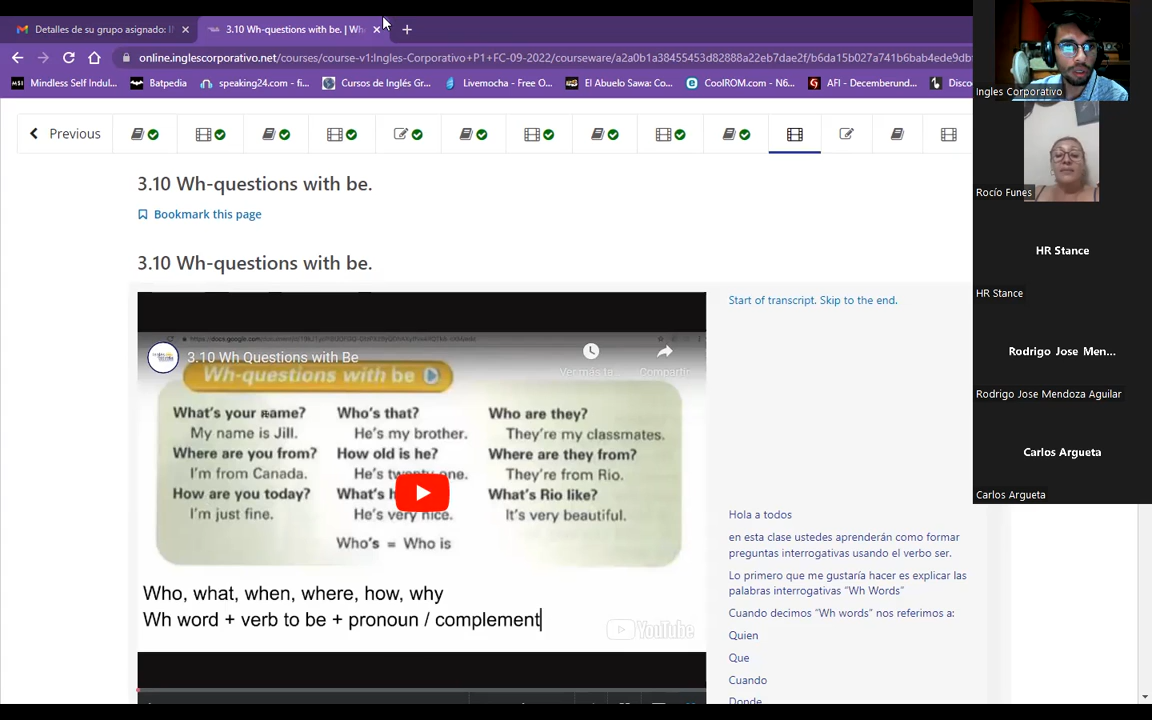 Detalles de su grupo asignado: I
3.10 Wh-questions with be. | Wh
online.inglescorporativo.net/courses/course-v1:Ingles-Corporativo+P1+FC-09-2022/courseware/a2a0b1a38455453d82888a22eb7dae2f/b6da15b027a741b6bab4ede9db
Mindless Self Indul...
Batpedia
speaking24.com - fi...
Cursos de Inglés Gr...
Livemocha - Free O...
El Abuelo Sawa: Co...
CoolROM.com - N6...
AFI - Decemberund...
Disco
Previous
3.10 Wh-questions with be.
Bookmark this page
3.10 Wh-questions with be.
Start of transcript. Skip to the end.
3.10 Wh Questions with Be
Ver más ta...
Compartir
Wh-questions with be
What's your name?
My name is Jill.
Where are you from?
I'm from Canada.
How are you today?
I'm just fine.
Who's that?
He's my brother.
How old is he?
He's twenty-one.
What's h
He's very nice.
Who's = Who is
Who are they?
They're my classmates.
Where are they from?
They're from Rio.
What's Rio like?
It's very beautiful.
Who, what, when, where, how, why
Wh word + verb to be + pronoun / complement
YouTube
Hola a todos
en esta clase ustedes aprenderán como formar
preguntas interrogativas usando el verbo ser.
Lo primero que me gustaría hacer es explicar las
palabras interrogativas “Wh Words”
Cuando decimos “Wh words” nos referimos a:
Quien
Que
Cuando
Donde
Ingles Corporativo
Rocío Funes
HR Stance
HR Stance
Rodrigo Jose Men...
Rodrigo Jose Mendoza Aguilar
Carlos Argueta
Carlos Argueta